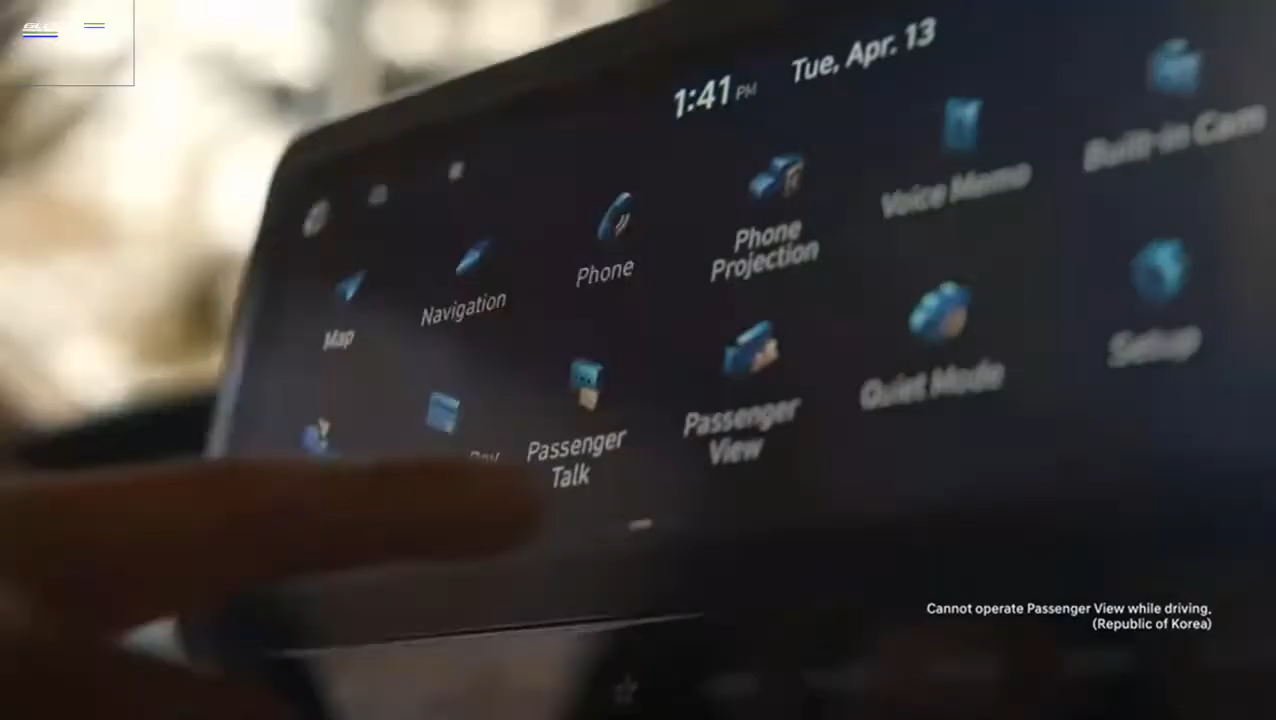 1:41 PM Tue, Apr. 13
Map
Navigation
Phone
Phone
Projection
Voice Memo
Built-in Cam
Passenger
Talk
Passenger
View
Quiet Mode
Setup
Cannot operate Passenger View while driving.
(Republic of Korea)